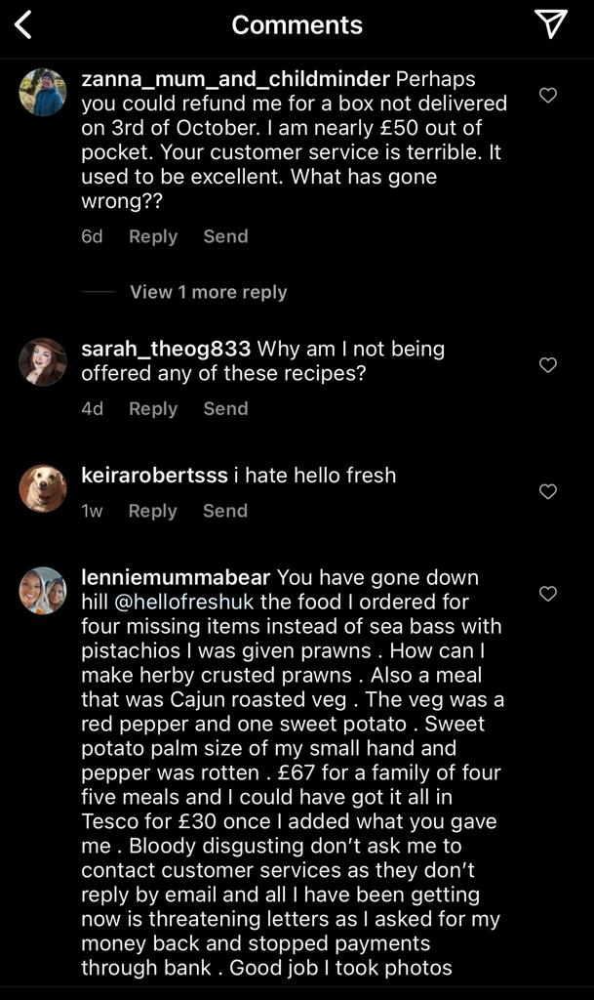 Comments
zanna_mum_and_childminder Perhaps
you could refund me for a box not delivered
on 3rd of October. I am nearly £50 out of
pocket. Your customer service is terrible. It
used to be excellent. What has gone
wrong??
6d Reply Send
View 1 more reply
sarah_theog833 Why am I not being
offered any of these recipes?
4d Reply Send
keirarobertsss i hate hello fresh
1w Reply Send
lenniemummabear You have gone down
hill @hellofreshuk the food I ordered for
four missing items instead of sea bass with
pistachios I was given prawns . How can I
make herby crusted prawns . Also a meal
that was Cajun roasted veg . The veg was a
red pepper and one sweet potato . Sweet
potato palm size of my small hand and
pepper was rotten . £67 for a family of four
five meals and I could have got it all in
Tesco for £30 once I added what you gave
me . Bloody disgusting don’t ask me to
contact customer services as they don’t
reply by email and all I have been getting
now is threatening letters as I asked for my
money back and stopped payments
through bank . Good job I took photos